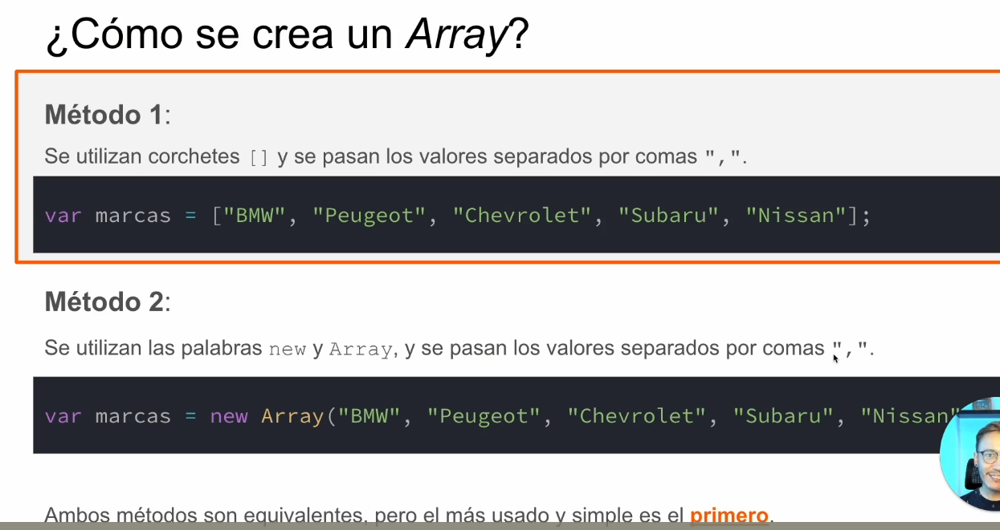 ¿Cómo se crea un Array?
Método 1:
Se utilizan corchetes [] y se pasan los valores separados por comas ",".
var marcas = ["BMW", "Peugeot", "Chevrolet", "Subaru", "Nissan"];
Método 2:
Se utilizan las palabras new y Array, y se pasan los valores separados por comas ",".
var marcas = new Array("BMW", "Peugeot", "Chevrolet", "Subaru", "Nissan"
Ambos métodos son equivalentes, pero el más usado y simple es el primero.